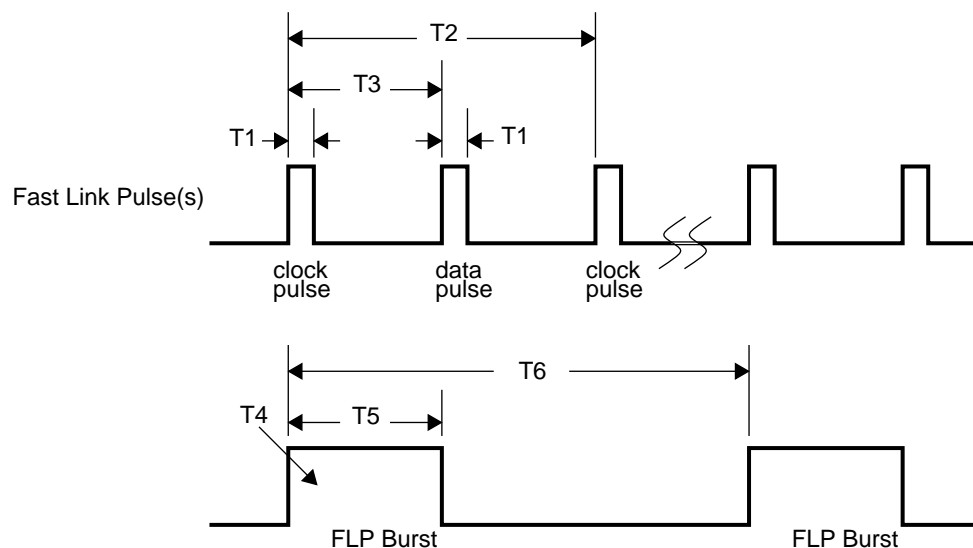 T2
T3
T1
T1
Fast Link Pulse(s)
clock
pulse
data
pulse
clock
pulse
T6
T4
T5
FLP Burst
FLP Burst